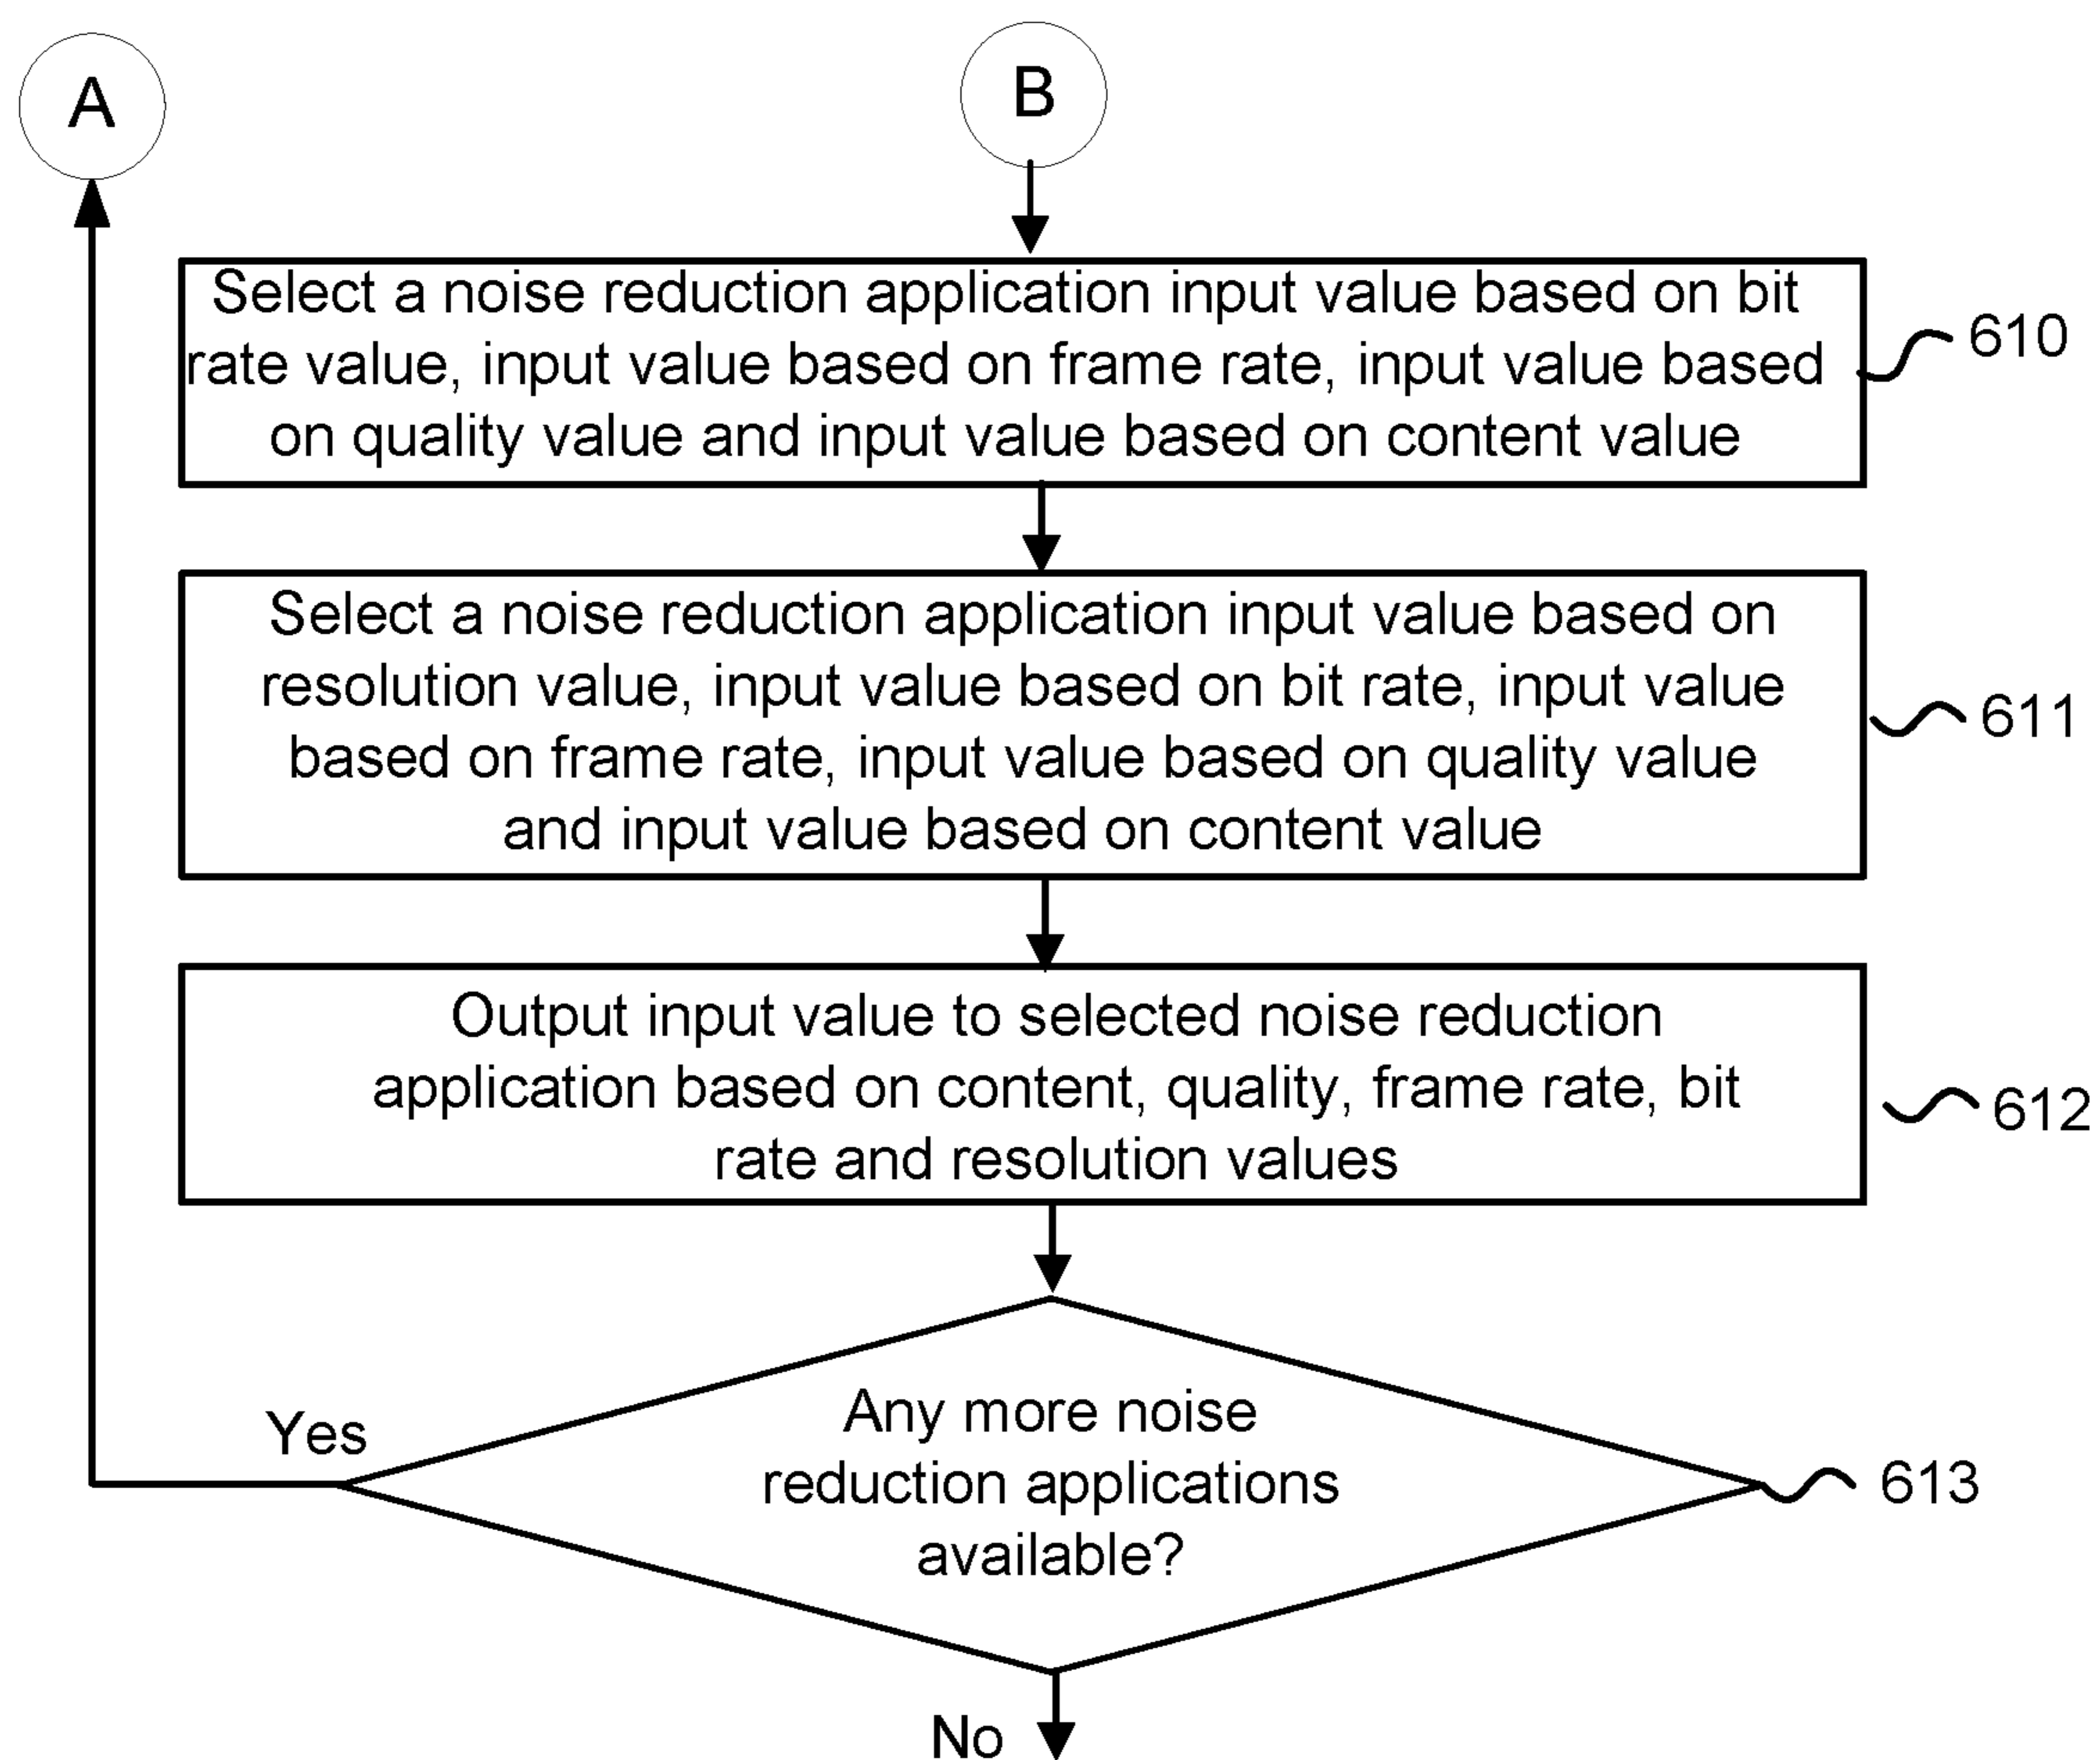 A
B
Select a noise reduction application input value based on bit
rate value, input value based on frame rate, input value based
on quality value and input value based on content value
610
Select a noise reduction application input value based on
resolution value, input value based on bit rate, input value
based on frame rate, input value based on quality value
and input value based on content value
611
Output input value to selected noise reduction
application based on content, quality, frame rate, bit
rate and resolution values
612
Any more noise
reduction applications
available?
Yes
613
No